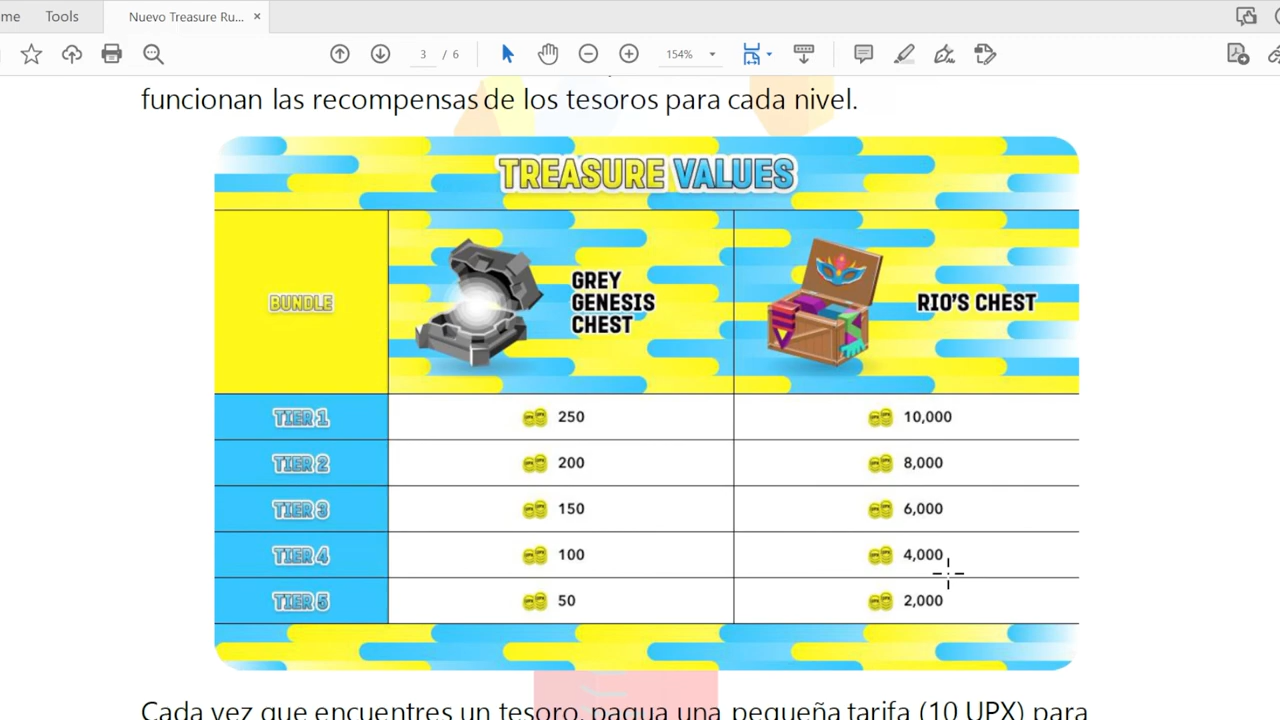 me Tools Nuevo Treasure Ru... ×
3 / 6 154%
funcionan las recompensas de los tesoros para cada nivel.
TREASURE VALUES
BUNDLE
GREY
GENESIS
CHEST
RIO'S CHEST
TIER 1 250 10,000
TIER 2 200 8,000
TIER 3 150 6,000
TIER 4 100 4,000
TIER 5 50 2,000
Cada vez que encuentres un tesoro, pagua una pequeña tarifa (10 UPX) para